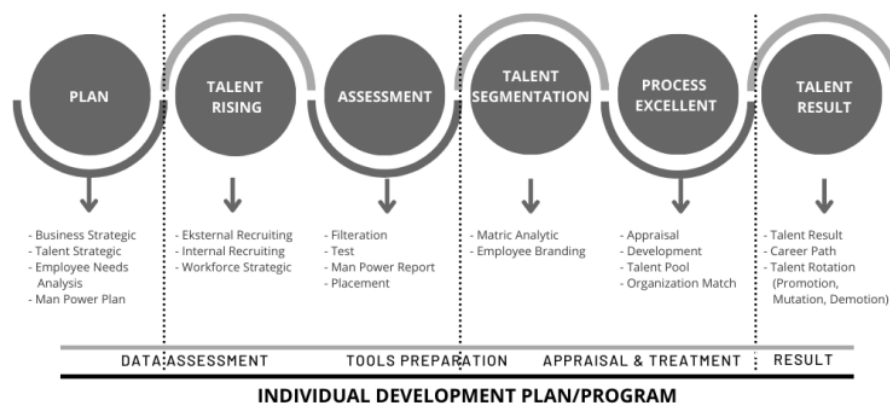 PLAN
TALENT
RISING
ASSESSMENT
TALENT
SEGMENTATION
PROCESS
EXCELLENT
TALENT
RESULT
- Business Strategic
- Talent Strategic
- Employee Needs
Analysis
- Man Power Plan
- Eksternal Recruiting
- Internal Recruiting
- Workforce Strategic
- Filteration
- Test
- Man Power Report
- Placement
- Matric Analytic
- Employee Branding
- Appraisal
- Development
- Talent Pool
- Organization Match
- Talent Result
- Career Path
- Talent Rotation
(Promotion,
Mutation, Demotion)
DATA ASSESSMENT
TOOLS PREPARATION
APPRAISAL & TREATMENT
RESULT
INDIVIDUAL DEVELOPMENT PLAN/PROGRAM